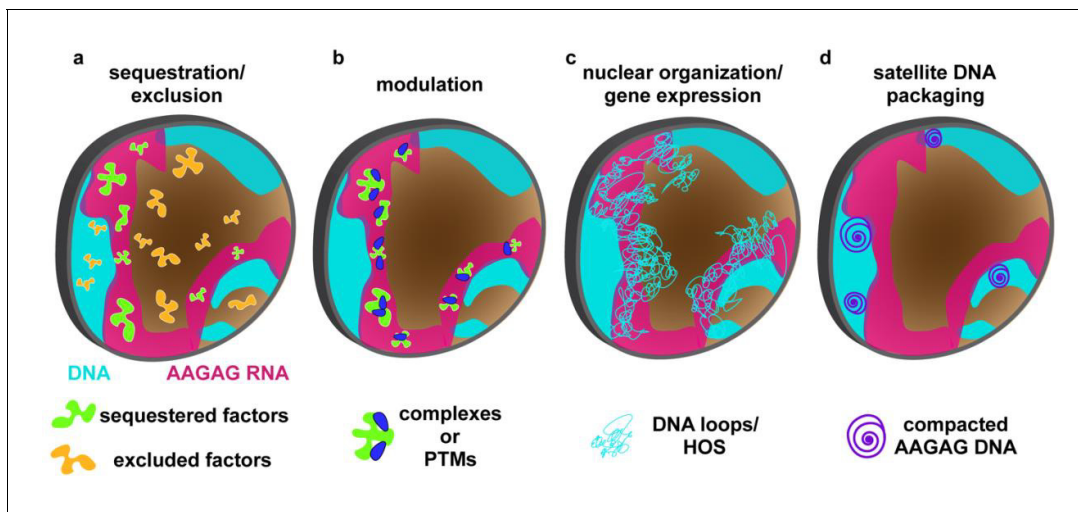 a
sequestration/
exclusion
b
modulation
c
nuclear organization/
gene expression
d
satellite DNA
packaging
DNA
AAGAG RNA
sequestered factors
excluded factors
complexes
or
PTMs
DNA loops/
HOS
compacted
AAGAG DNA